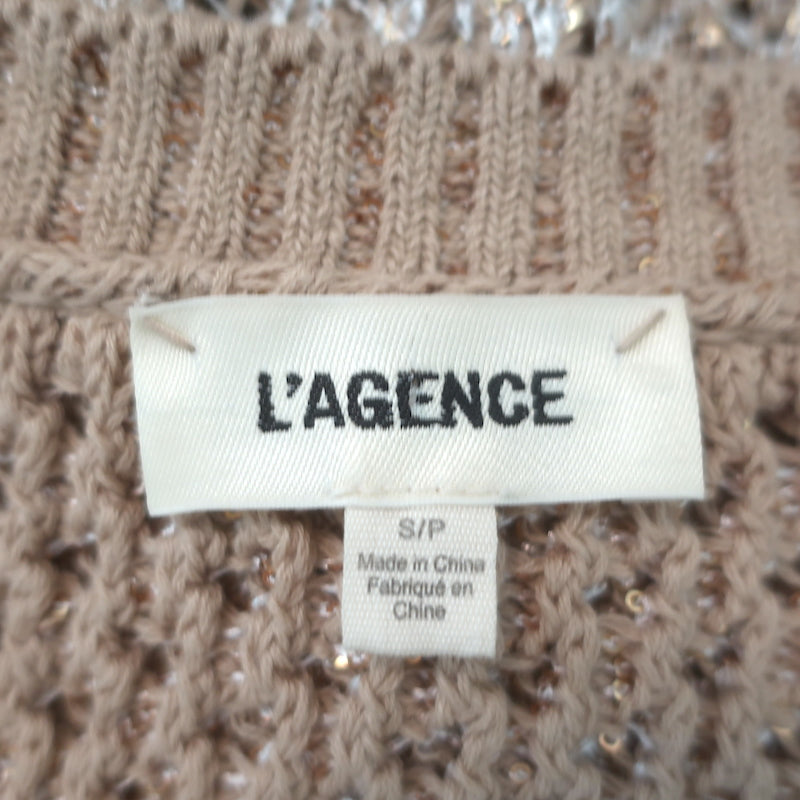 L'AGENCE
S/P
Made in China
Fabriqué en
Chine